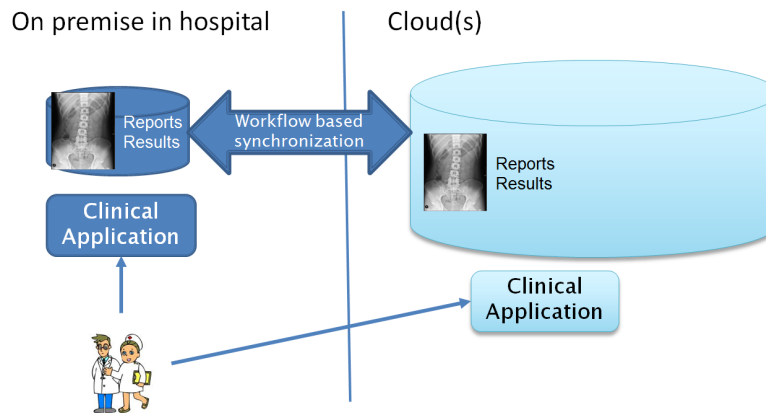 On premise in hospital
Cloud(s)
Reports
Results
Workflow based
synchronization
Reports
Results
Clinical
Application
Clinical
Application